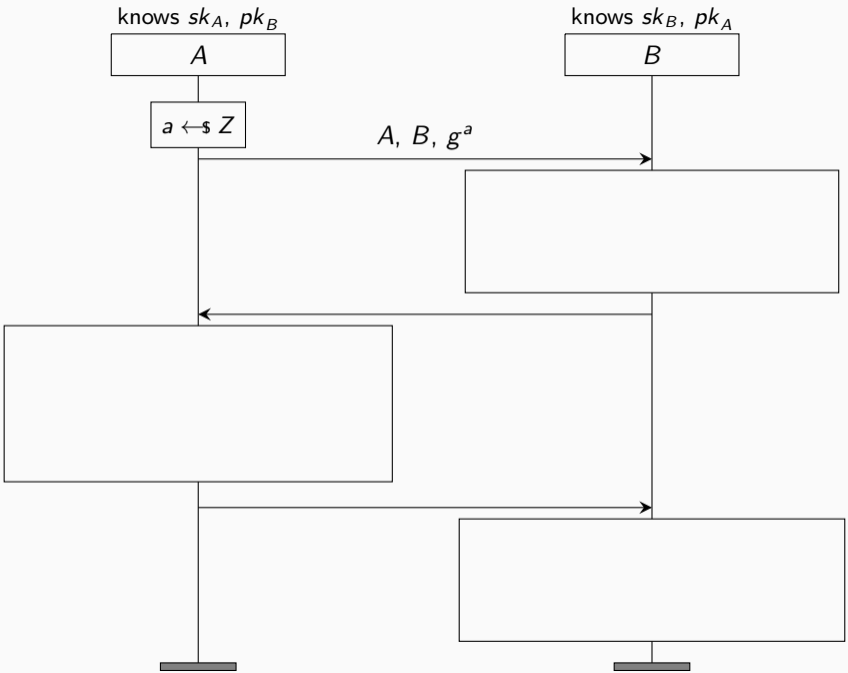 knows sk_A, pk_B
knows sk_B, pk_A
A
B
a ←$ Z
A, B, g^a